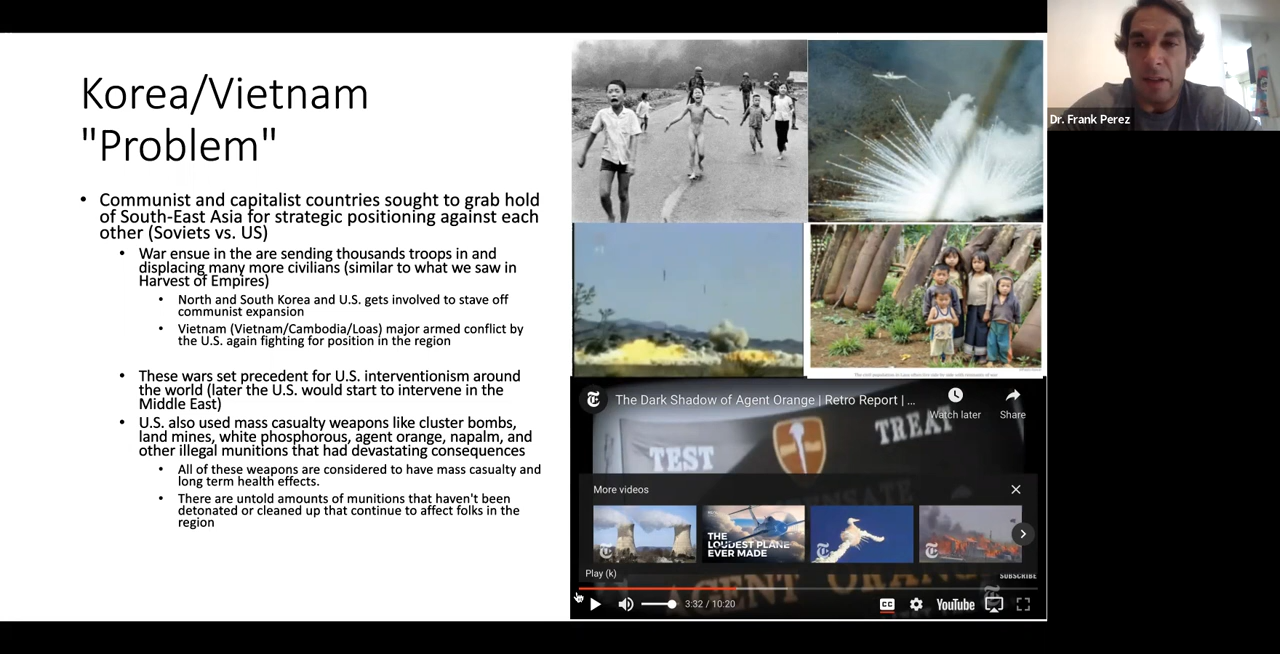 Korea/Vietnam
"Problem"
• Communist and capitalist countries sought to grab hold
of South-East Asia for strategic positioning against each
other (Soviets vs. US)
• War ensue in the are sending thousands troops in and
displacing many more civilians (similar to what we saw in
Harvest of Empires)
• North and South Korea and U.S. gets involved to stave off
communist expansion
• Vietnam (Vietnam/Cambodia/Loas) major armed conflict by
the U.S. again fighting for position in the region
• These wars set precedent for U.S. interventionism around
the world (later the U.S. would start to intervene in the
Middle East)
• U.S. also used mass casualty weapons like cluster bombs,
land mines, white phosphorous, agent orange, napalm, and
other illegal munitions that had devastating consequences
• All of these weapons are considered to have mass casualty and
long term health effects.
• There are untold amounts of munitions that haven't been
detonated or cleaned up that continue to affect folks in the
region
The Dark Shadow of Agent Orange | Retro Report | ...
Watch later
Share
TEST
TREAT
More videos
THE
LOUDEST PLANE
EVER MADE
Play (k)
SUBSCRIBE
AGENT ORANG
3:32 / 10:20
CC
YouTube
Dr. Frank Perez